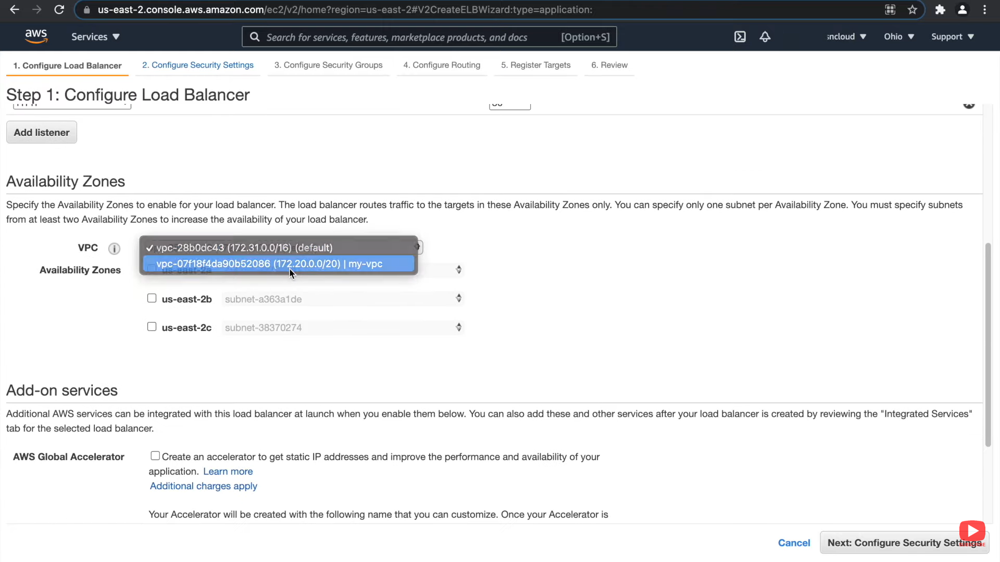 us-east-2.console.aws.amazon.com/ec2/v2/home?region=us-east-2#V2CreateELBWizard:type=application:
aws
Services
Search for services, features, marketplace products, and docs
[Option+S]
sncloud
Ohio
Support
1. Configure Load Balancer
2. Configure Security Settings
3. Configure Security Groups
4. Configure Routing
5. Register Targets
6. Review
Step 1: Configure Load Balancer
Add listener
Availability Zones
Specify the Availability Zones to enable for your load balancer. The load balancer routes traffic to the targets in these Availability Zones only. You can specify only one subnet per Availability Zone. You must specify subnets
from at least two Availability Zones to increase the availability of your load balancer.
VPC
vpc-28b0dc43 (172.31.0.0/16) (default)
vpc-07f18f4da90b52086 (172.20.0.0/20) | my-vpc
Availability Zones
us-east-2a
us-east-2b
subnet-a363a1de
us-east-2c
subnet-38370274
Add-on services
Additional AWS services can be integrated with this load balancer at launch when you enable them below. You can also add these and other services after your load balancer is created by reviewing the "Integrated Services"
tab for the selected load balancer.
AWS Global Accelerator
Create an accelerator to get static IP addresses and improve the performance and availability of your
application. Learn more
Additional charges apply
Your Accelerator will be created with the following name that you can customize. Once your Accelerator is
Cancel
Next: Configure Security Settings